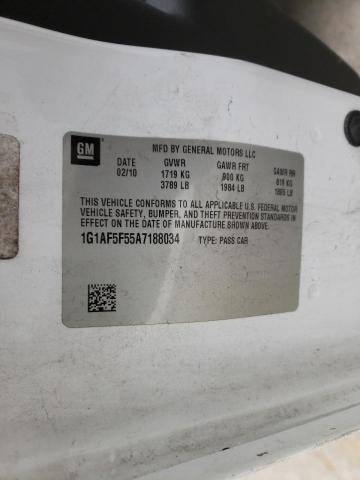 GM
MFD BY GENERAL MOTORS LLC
DATE GVWR GAWR FRT GAWR RR
02/10 1719 KG 900 KG 819 KG
3789 LB 1984 LB 1805 LB
THIS VEHICLE CONFORMS TO ALL APPLICABLE U.S. FEDERAL MOTOR
VEHICLE SAFETY, BUMPER, AND THEFT PREVENTION STANDARDS
IN EFFECT ON THE DATE OF MANUFACTURE SHOWN ABOVE.
1G1AF5F55A7188034 TYPE: PASS CAR